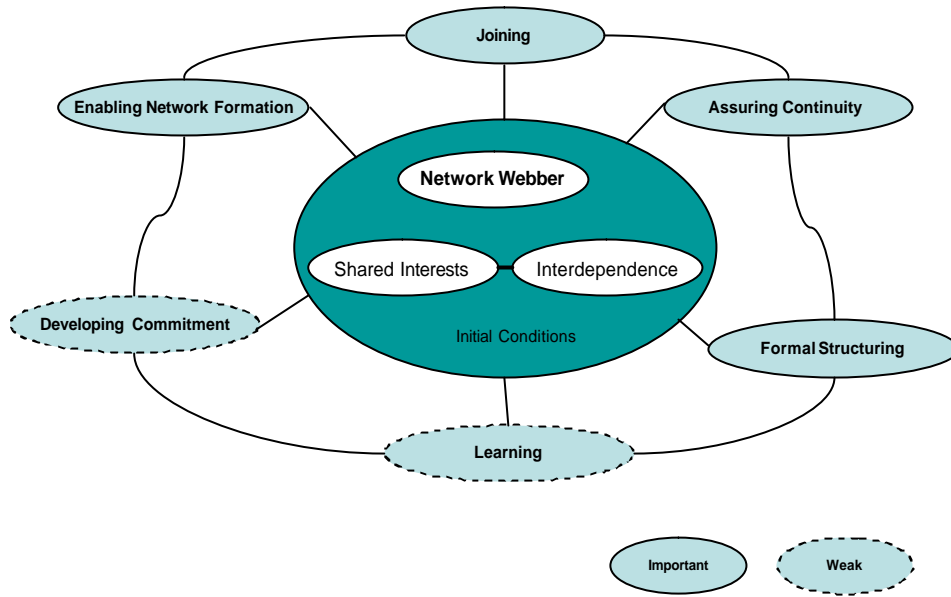 Joining
Enabling Network Formation
Assuring Continuity
Network Webber
Shared Interests
Interdependence
Developing Commitment
Initial Conditions
Formal Structuring
Learning
Important
Weak